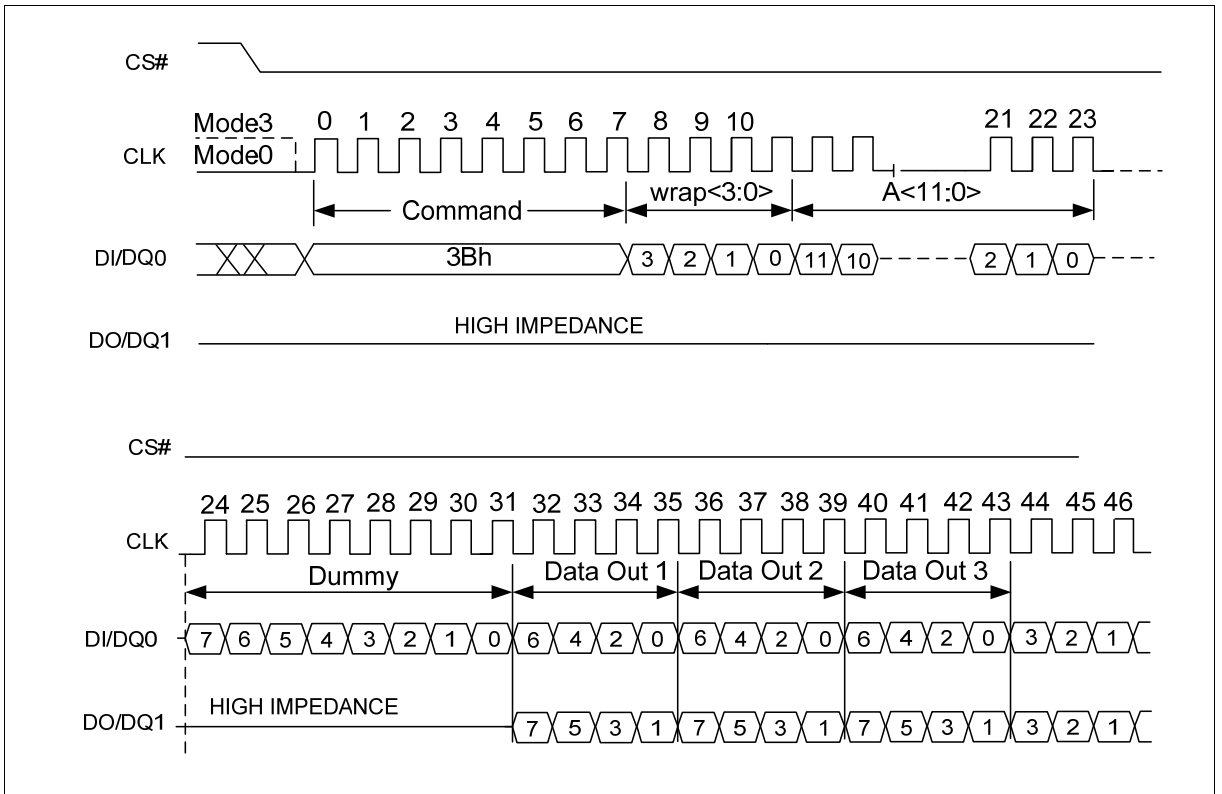 CS#
Mode3 0 1 2 3 4 5 6 7 8 9 10 21 22 23
CLK Mode0
Command wrap<3:0> A<11:0>
DI/DQ0 3Bh 3 2 1 0 11 10 2 1 0
HIGH IMPEDANCE
DO/DQ1
CS#
24 25 26 27 28 29 30 31 32 33 34 35 36 37 38 39 40 41 42 43 44 45 46
CLK
Dummy Data Out 1 Data Out 2 Data Out 3
DI/DQ0 7 6 5 4 3 2 1 0 6 4 2 0 6 4 2 0 6 4 2 0 3 2 1
HIGH IMPEDANCE
DO/DQ1 7 5 3 1 7 5 3 1 7 5 3 1 3 2 1